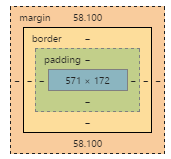 margin 58.100
border –
padding –
– – – 571 × 172 – – –
–
–
58.100